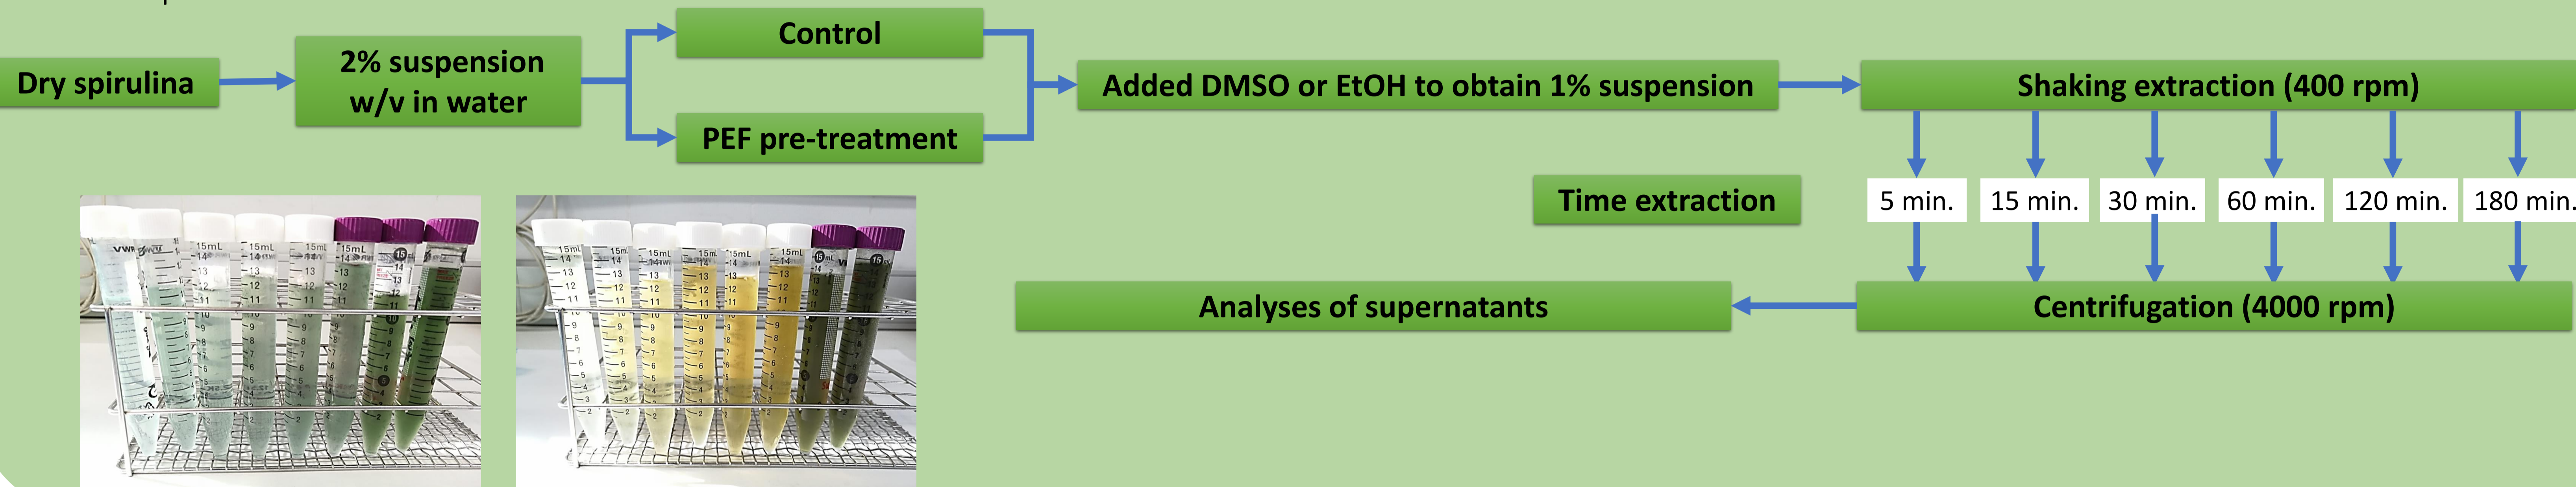 Dry spirulina
2% suspension
w/v in water
Control
PEF pre-treatment
Added DMSO or EtOH to obtain 1% suspension
Shaking extraction (400 rpm)
Time extraction
5 min.
15 min.
30 min.
60 min.
120 min.
180 min.
Centrifugation (4000 rpm)
Analyses of supernatants